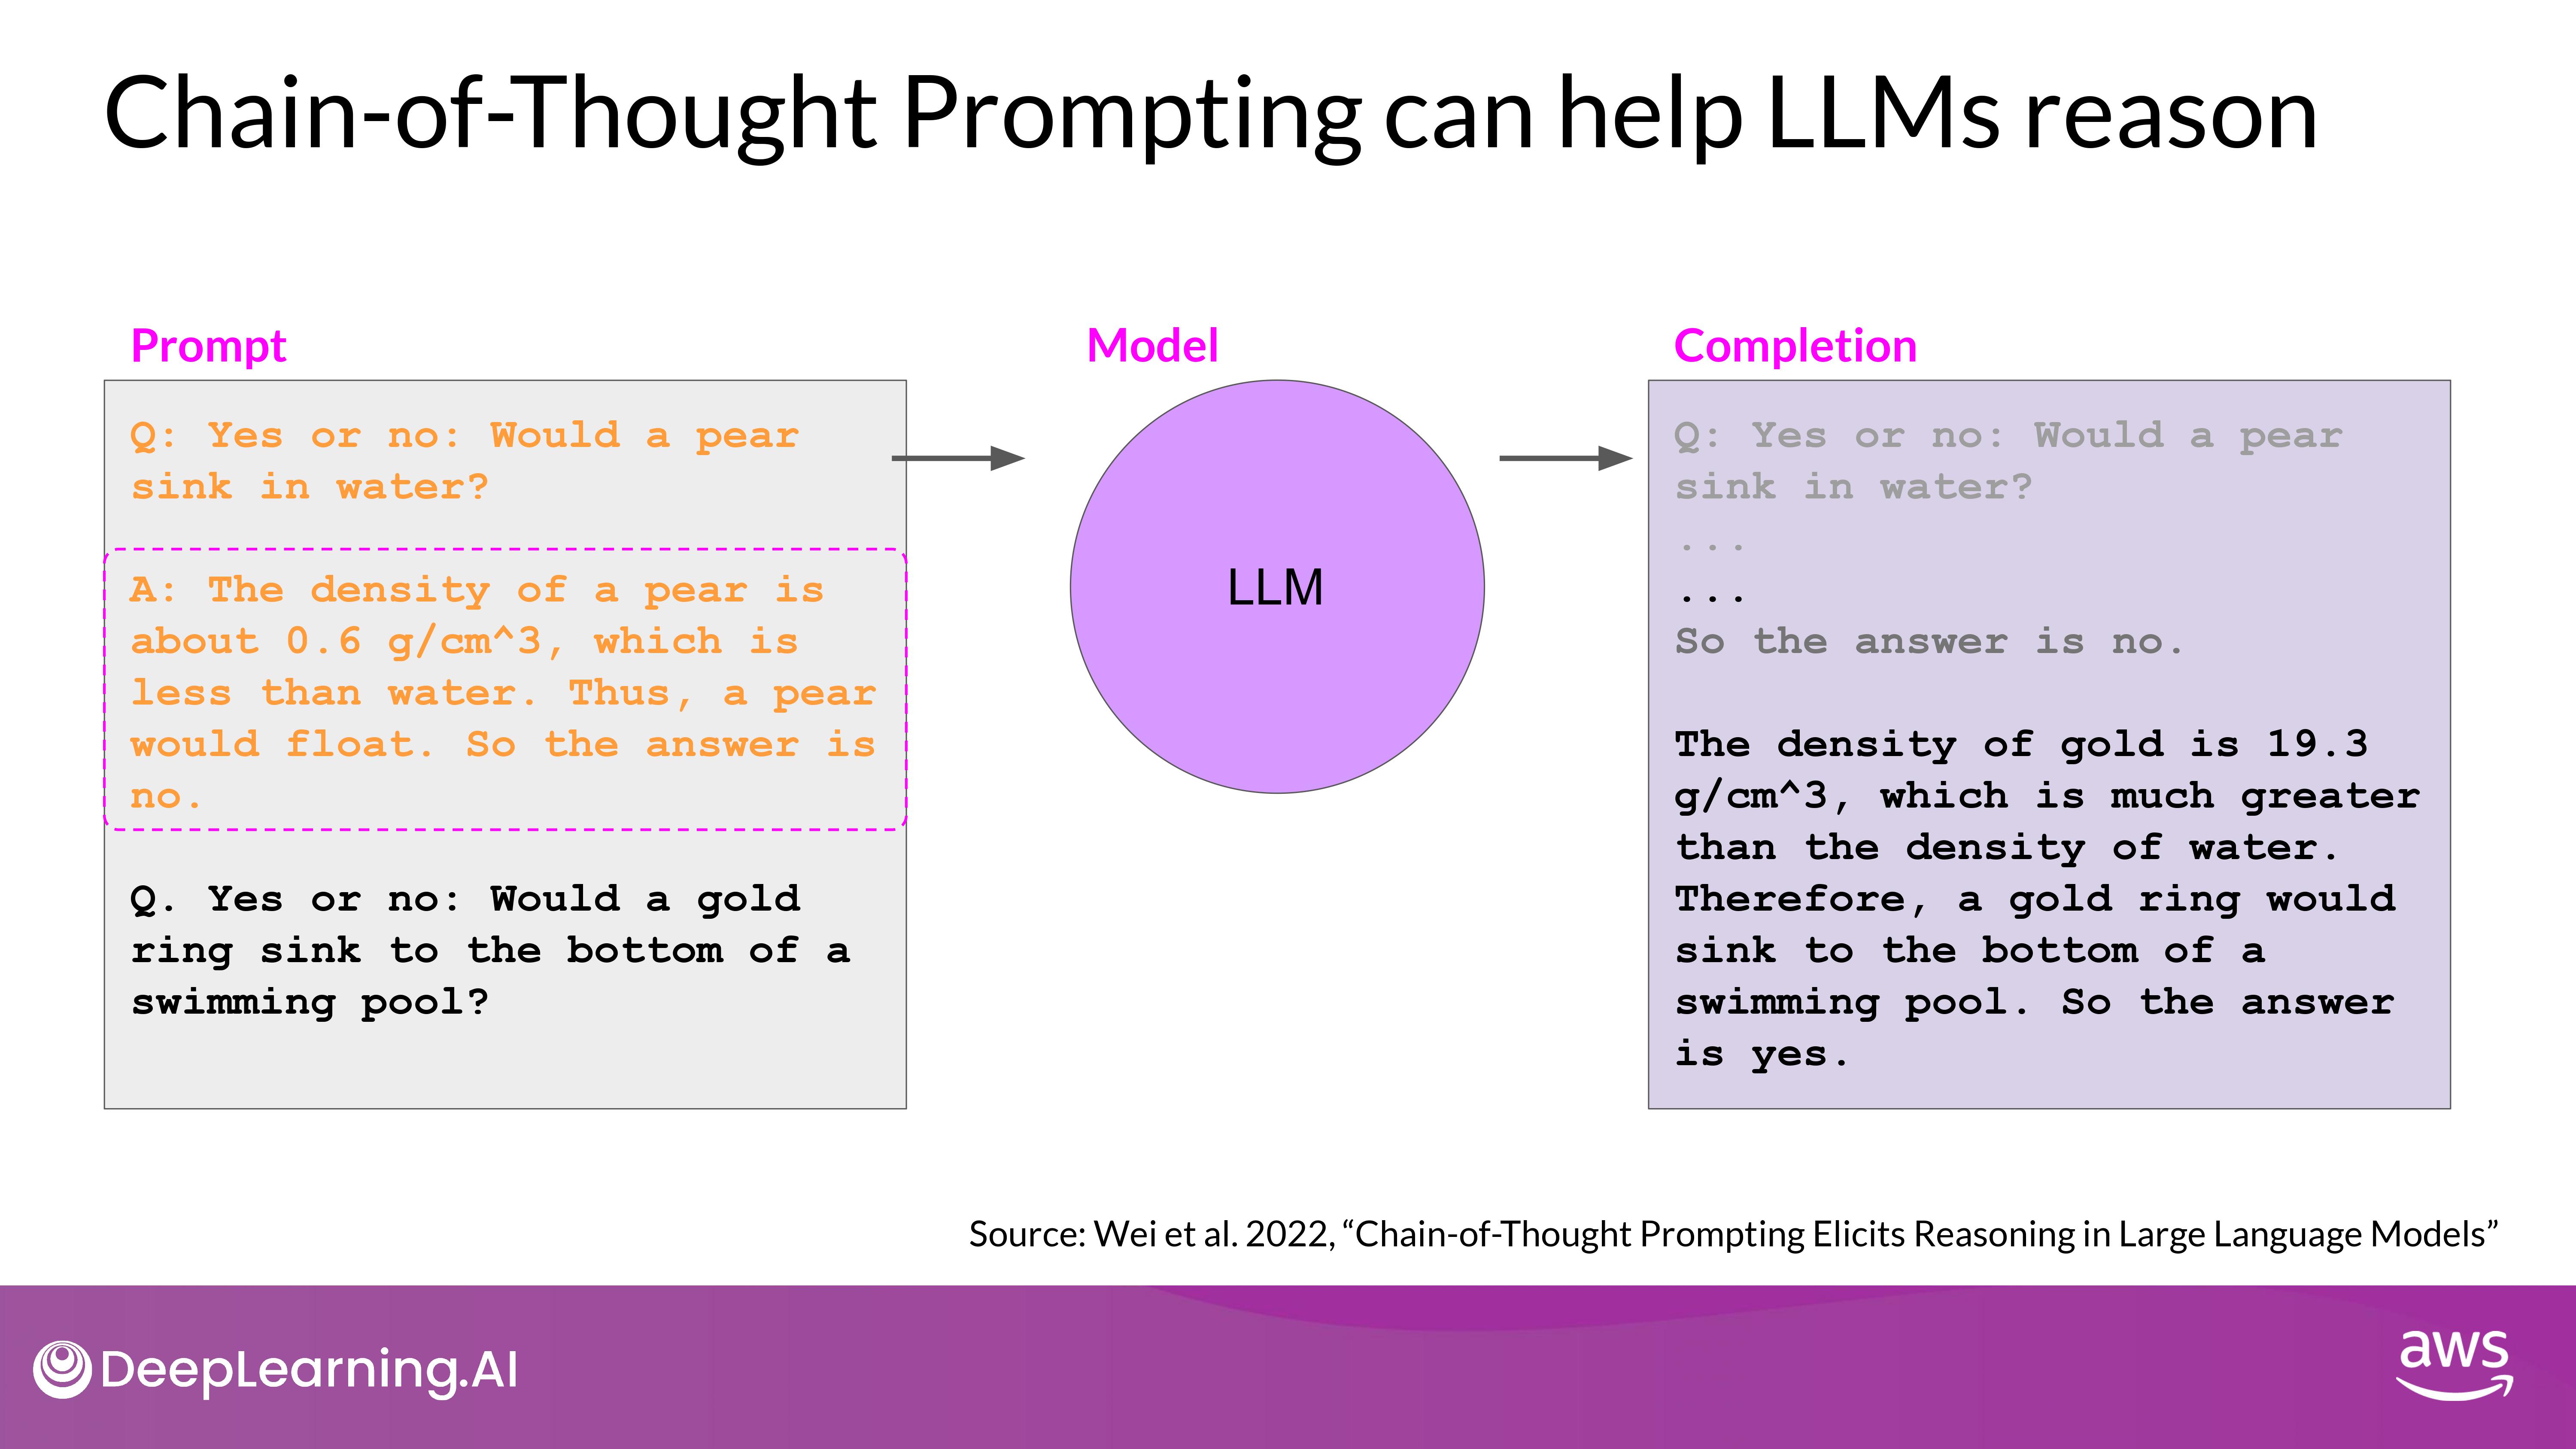 Chain-of-Thought Prompting can help LLMs reason
Prompt
Q: Yes or no: Would a pear
sink in water?
A: The density of a pear is
about 0.6 g/cm^3, which is
less than water. Thus, a pear
would float. So the answer is
no.
Q. Yes or no: Would a gold
ring sink to the bottom of a
swimming pool?
Model
LLM
Completion
Q: Yes or no: Would a pear
sink in water?
...
...
So the answer is no.
The density of gold is 19.3
g/cm^3, which is much greater
than the density of water.
Therefore, a gold ring would
sink to the bottom of a
swimming pool. So the answer
is yes.
Source: Wei et al. 2022, “Chain-of-Thought Prompting Elicits Reasoning in Large Language Models”
DeepLearning.AI
aws